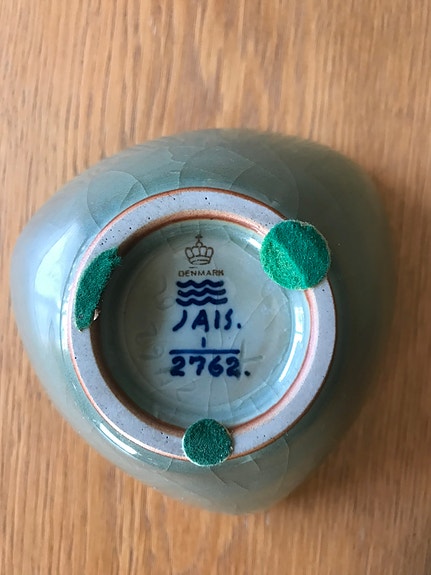 DENMARK
JAIS.
1
2762.